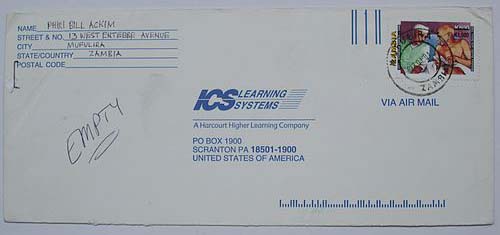 NAME PHIRI BILL ACKIM
STREET & NO. 13 WEST ENTEBBE AVENUE
CITY MUFULIRA
STATE/COUNTRY ZAMBIA
POSTAL CODE
ZAMBIA
VIA AIR MAIL
ICS LEARNING
SYSTEMS
A Harcourt Higher Learning Company
EMPTY
PO BOX 1900
SCRANTON PA 18501-1900
UNITED STATES OF AMERICA